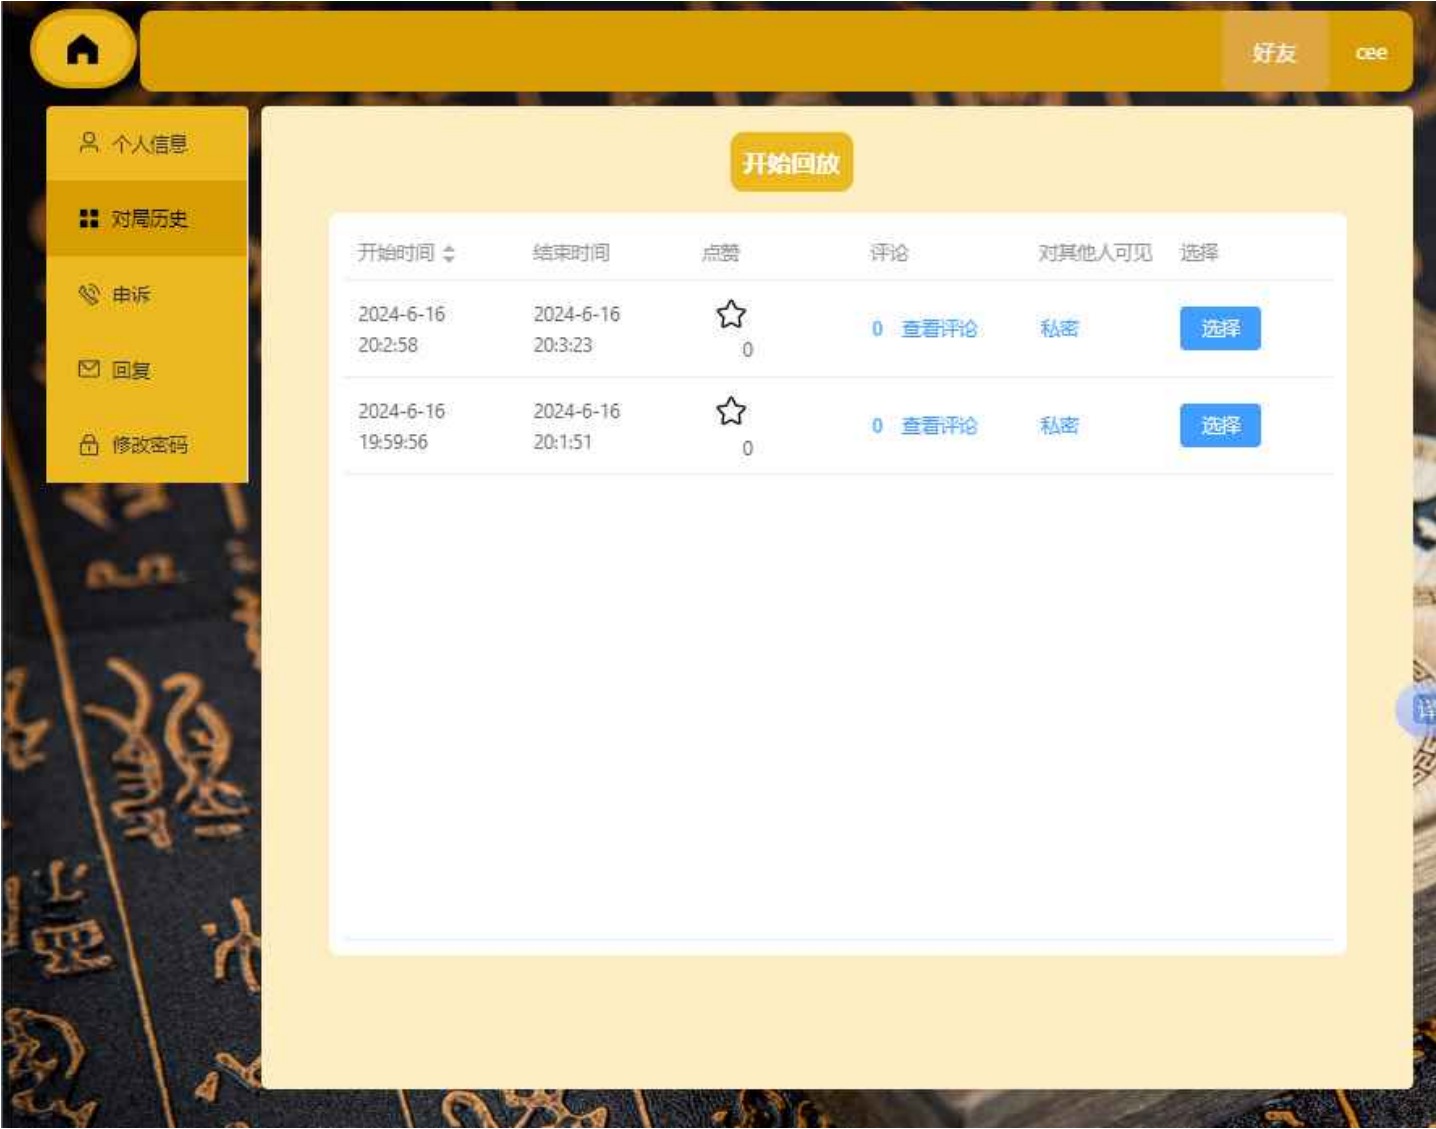 好友
cee
个人信息
对局历史
申诉
回复
修改密码
开始回放
开始时间 结束时间 点赞 评论 对其他人可见 选择
2024-6-16 2024-6-16
20:2:58 20:3:23
0 0 查看评论 私密 选择
2024-6-16 2024-6-16
19:59:56 20:1:51
0 0 查看评论 私密 选择